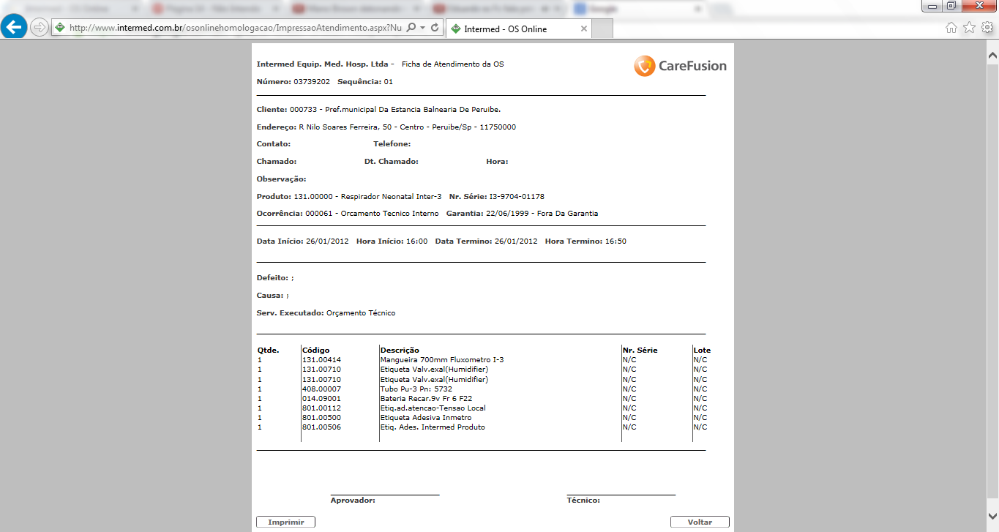 http://www.intermed.com.br/osonlinehomologacao/ImpressaoAtendimento.aspx?Nu
Intermed - OS Online
Intermed Equip. Med. Hosp. Ltda - Ficha de Atendimento da OS
CareFusion
Número: 03739202 Sequência: 01
Cliente: 000733 - Pref.municipal Da Estancia Balnearia De Peruibe.
Endereço: R Nilo Soares Ferreira, 50 - Centro - Peruibe/Sp - 11750000
Contato: Telefone:
Chamado: Dt. Chamado: Hora:
Observação:
Produto: 131.00000 - Respirador Neonatal Inter-3 Nr. Série: I3-9704-01178
Ocorrência: 000061 - Orcamento Tecnico Interno Garantia: 22/06/1999 - Fora Da Garantia
Data Início: 26/01/2012 Hora Início: 16:00 Data Termino: 26/01/2012 Hora Termino: 16:50
Defeito: ;
Causa: ;
Serv. Executado: Orçamento Técnico
Qtde. Código Descrição Nr. Série Lote
1 131.00414 Mangueira 700mm Fluxometro I-3 N/C N/C
1 131.00710 Etiqueta Valv.exal(Humidifier) N/C N/C
1 131.00710 Etiqueta Valv.exal(Humidifier) N/C N/C
1 408.00007 Tubo Pu-3 Pn: 5732 N/C N/C
1 014.09001 Bateria Recar.9v Fr 6 F22 N/C N/C
1 801.00112 Etiq.ad.atencao-Tensao Local N/C N/C
1 801.00500 Etiqueta Adesiva Inmetro N/C N/C
1 801.00506 Etiq. Ades. Intermed Produto N/C N/C
Aprovador: Técnico:
Imprimir Voltar